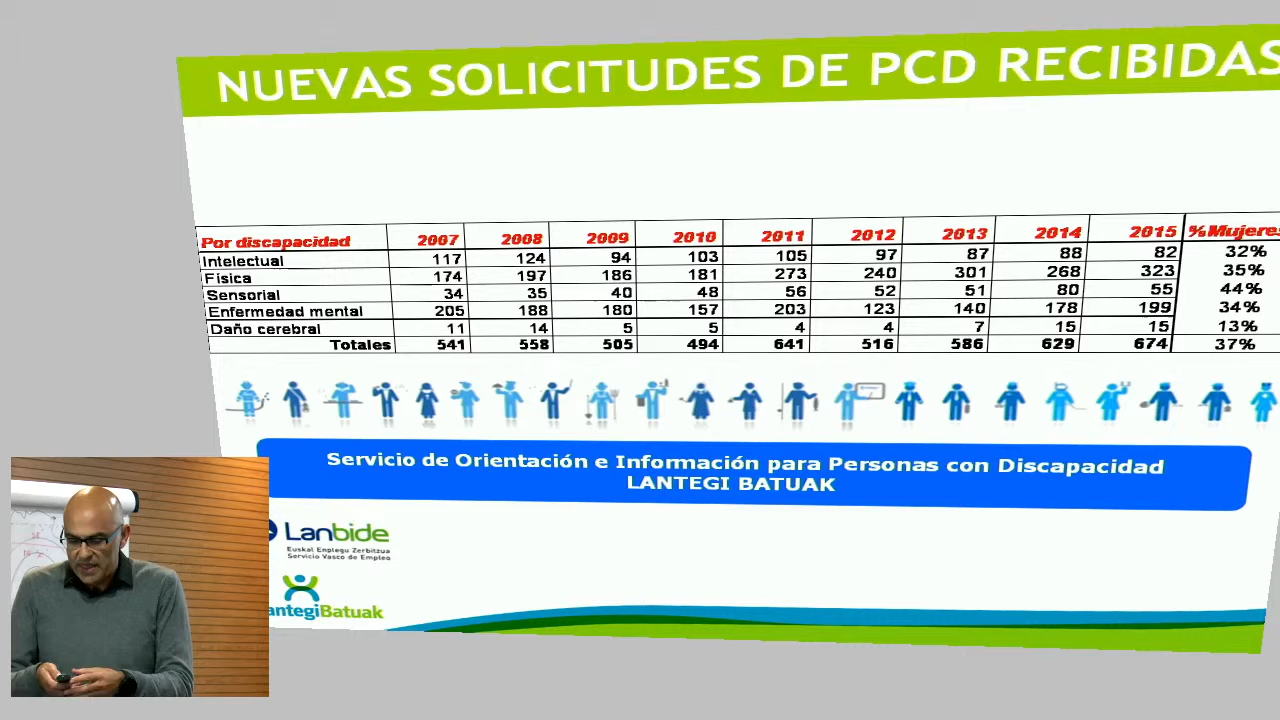 NUEVAS SOLICITUDES DE PCD RECIBIDAS
Por discapacidad 2007 2008 2009 2010 2011 2012 2013 2014 2015 %Mujeres
Intelectual 117 124 94 103 105 97 87 88 82 32%
Física 174 197 186 181 273 240 301 268 323 35%
Sensorial 34 35 40 48 56 52 51 80 55 44%
Enfermedad mental 205 188 180 157 203 123 140 178 199 34%
Daño cerebral 11 14 5 5 4 4 7 15 15 13%
Totales 541 558 505 494 641 516 586 629 674 37%
Servicio de Orientación e Información para Personas con Discapacidad
LANTEGI BATUAK
Lanbide
Euskal Enplegu Zerbitzua
Servicio Vasco de Empleo
antegiBatuak